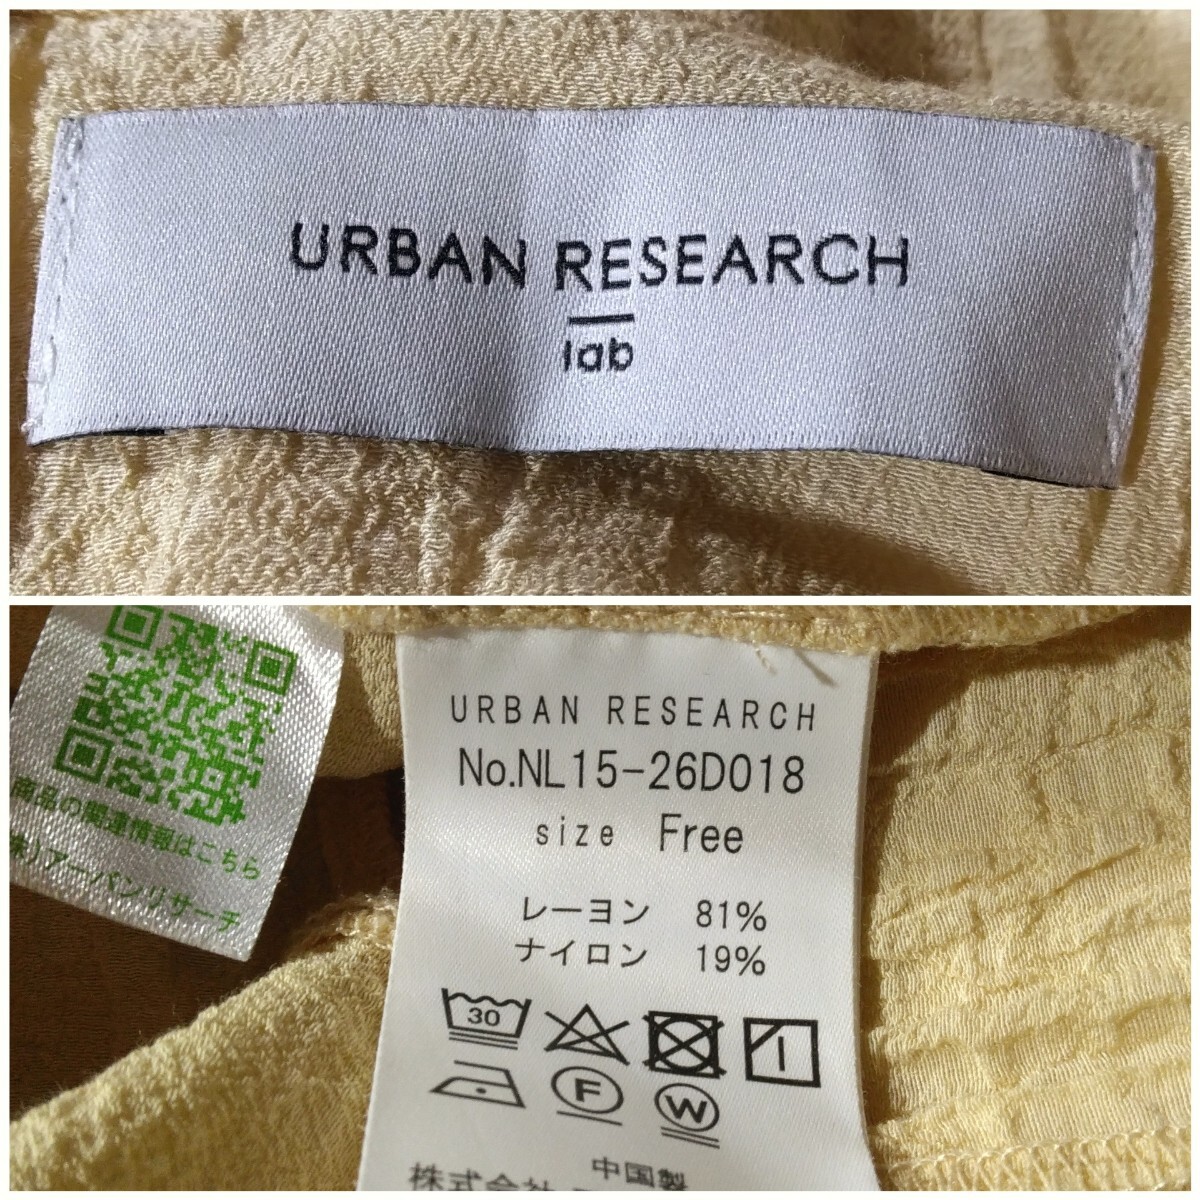 URBAN RESEARCH
lab
商品の関連情報はこちら
㈱アーバンリサーチ
URBAN RESEARCH
No.NL15-26D018
size Free
レーヨン 81%
ナイロン 19%
30
F W
中国製
株式会社